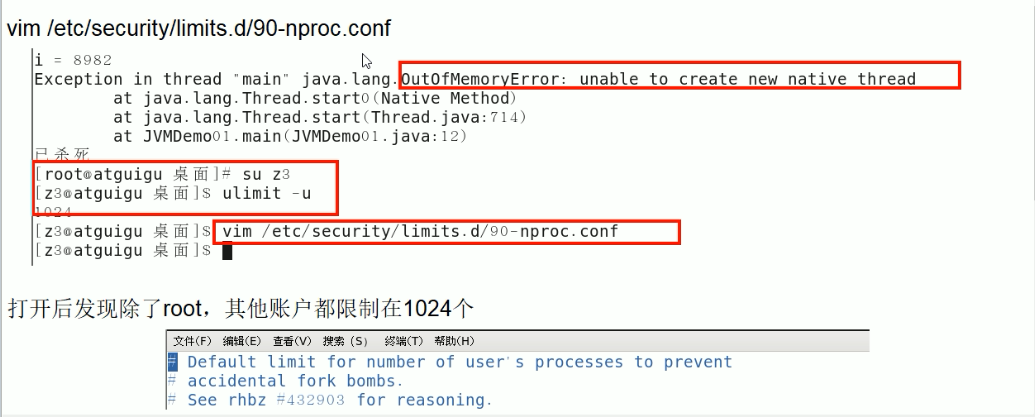 vim /etc/security/limits.d/90-nproc.conf
i = 8982
Exception in thread "main" java.lang.OutOfMemoryError: unable to create new native thread
at java.lang.Thread.start0(Native Method)
at java.lang.Thread.start(Thread.java:714)
at JVMDemo01.main(JVMDemo01.java:12)
已杀死
[root@atguigu 桌面]# su z3
[z3@atguigu 桌面]$ ulimit -u
1024
[z3@atguigu 桌面]$ vim /etc/security/limits.d/90-nproc.conf
[z3@atguigu 桌面]$
打开后发现除了root，其他账户都限制在1024个
文件(F) 编辑(E) 查看(V) 搜索 (S) 终端(T) 帮助(H)
# Default limit for number of user's processes to prevent
# accidental fork bombs.
# See rhbz #432903 for reasoning.